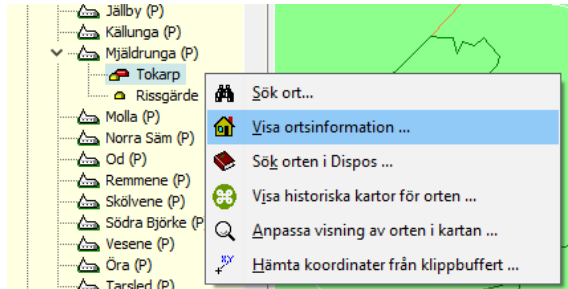 Jällby (P)
Källunga (P)
Mjäldrunga (P)
Tokarp
Rissgärde
Molla (P)
Norra Säm (P)
Od (P)
Remmene (P)
Skölvene (P)
Södra Björke (P
Vesene (P)
Öra (P)
Tarsled (P)
Sök ort...
Visa ortsinformation ...
Sök orten i Dispos ...
Visa historiska kartor för orten ...
Anpassa visning av orten i kartan ...
X,Y Hämta koordinater från klippbuffert ...